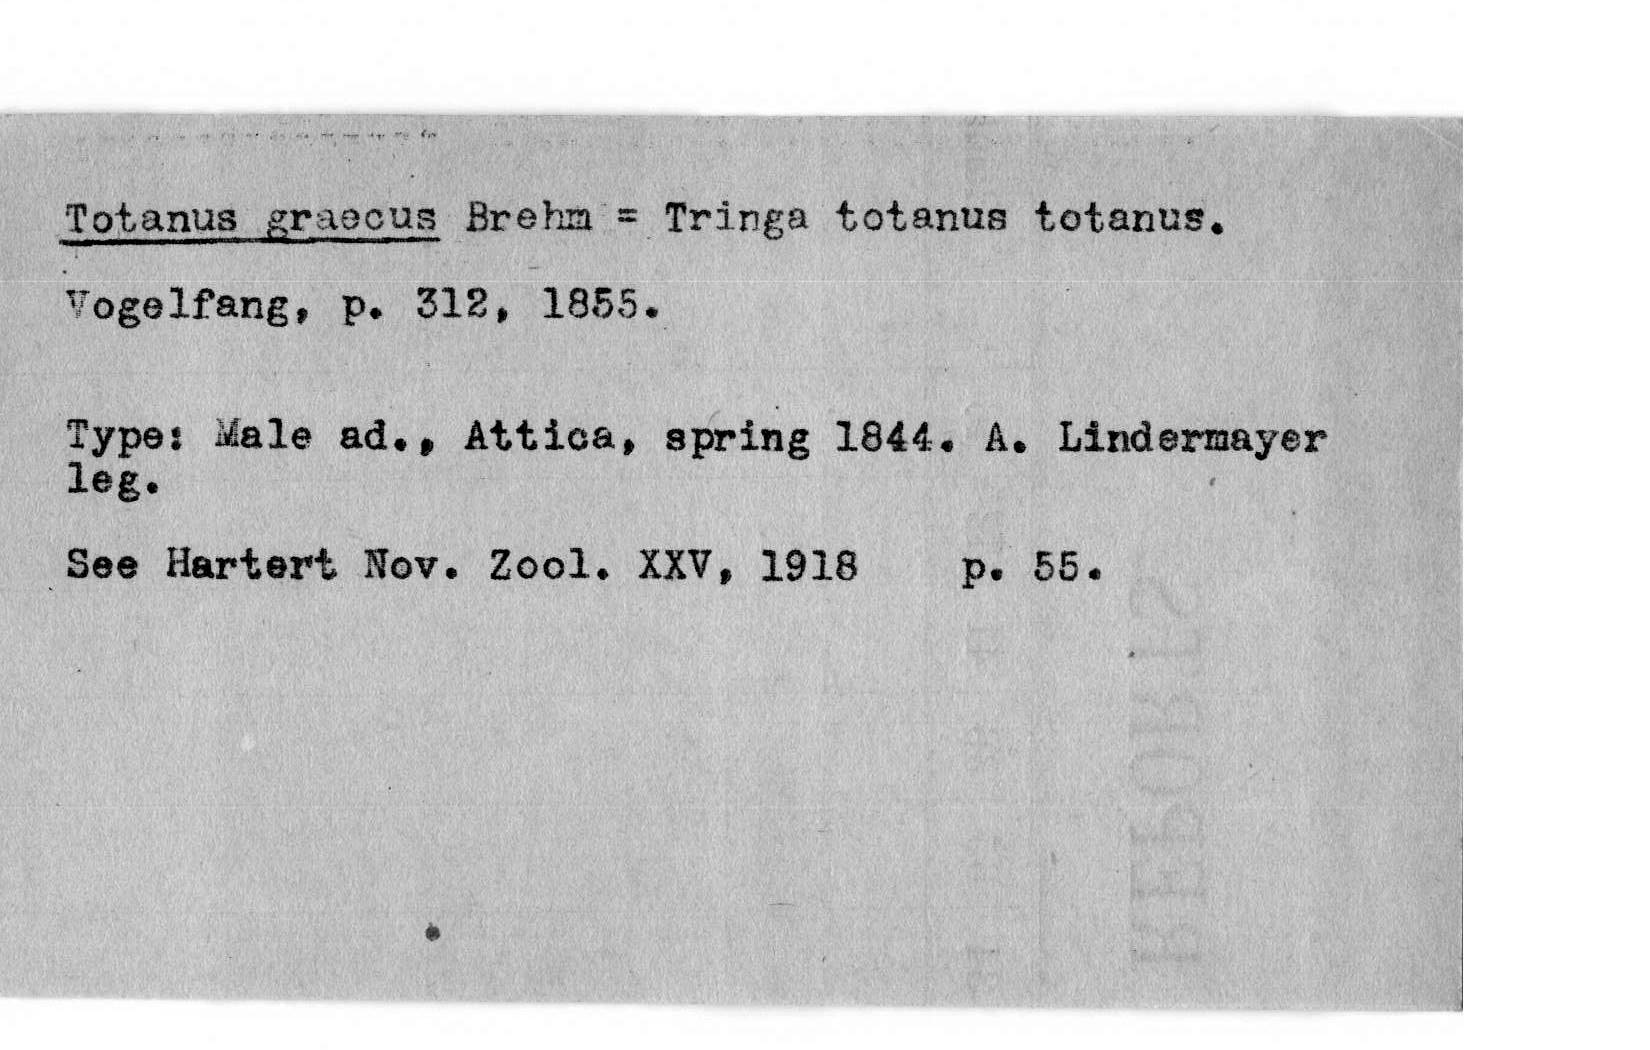 Totanus graecus Brehm = Tringa totanus totanus.
Vogelfang, p. 312, 1855.
Type: Male ad., Attica, spring 1844. A. Lindermayer
leg.
See Hartert Nov. Zool. XXV, 1918 p. 55.
REPORTS